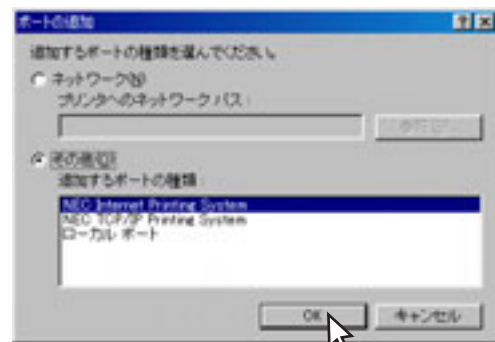 ポートの追加
追加するポートの種類を選んでください。
ネットワーク(N)
プリンタへのネットワーク パス:
参照(B)...
その他(O)
追加するポートの種類:
NEC Internet Printing System
NEC TCP/IP Printing System
ローカル ポート
OK
キャンセル